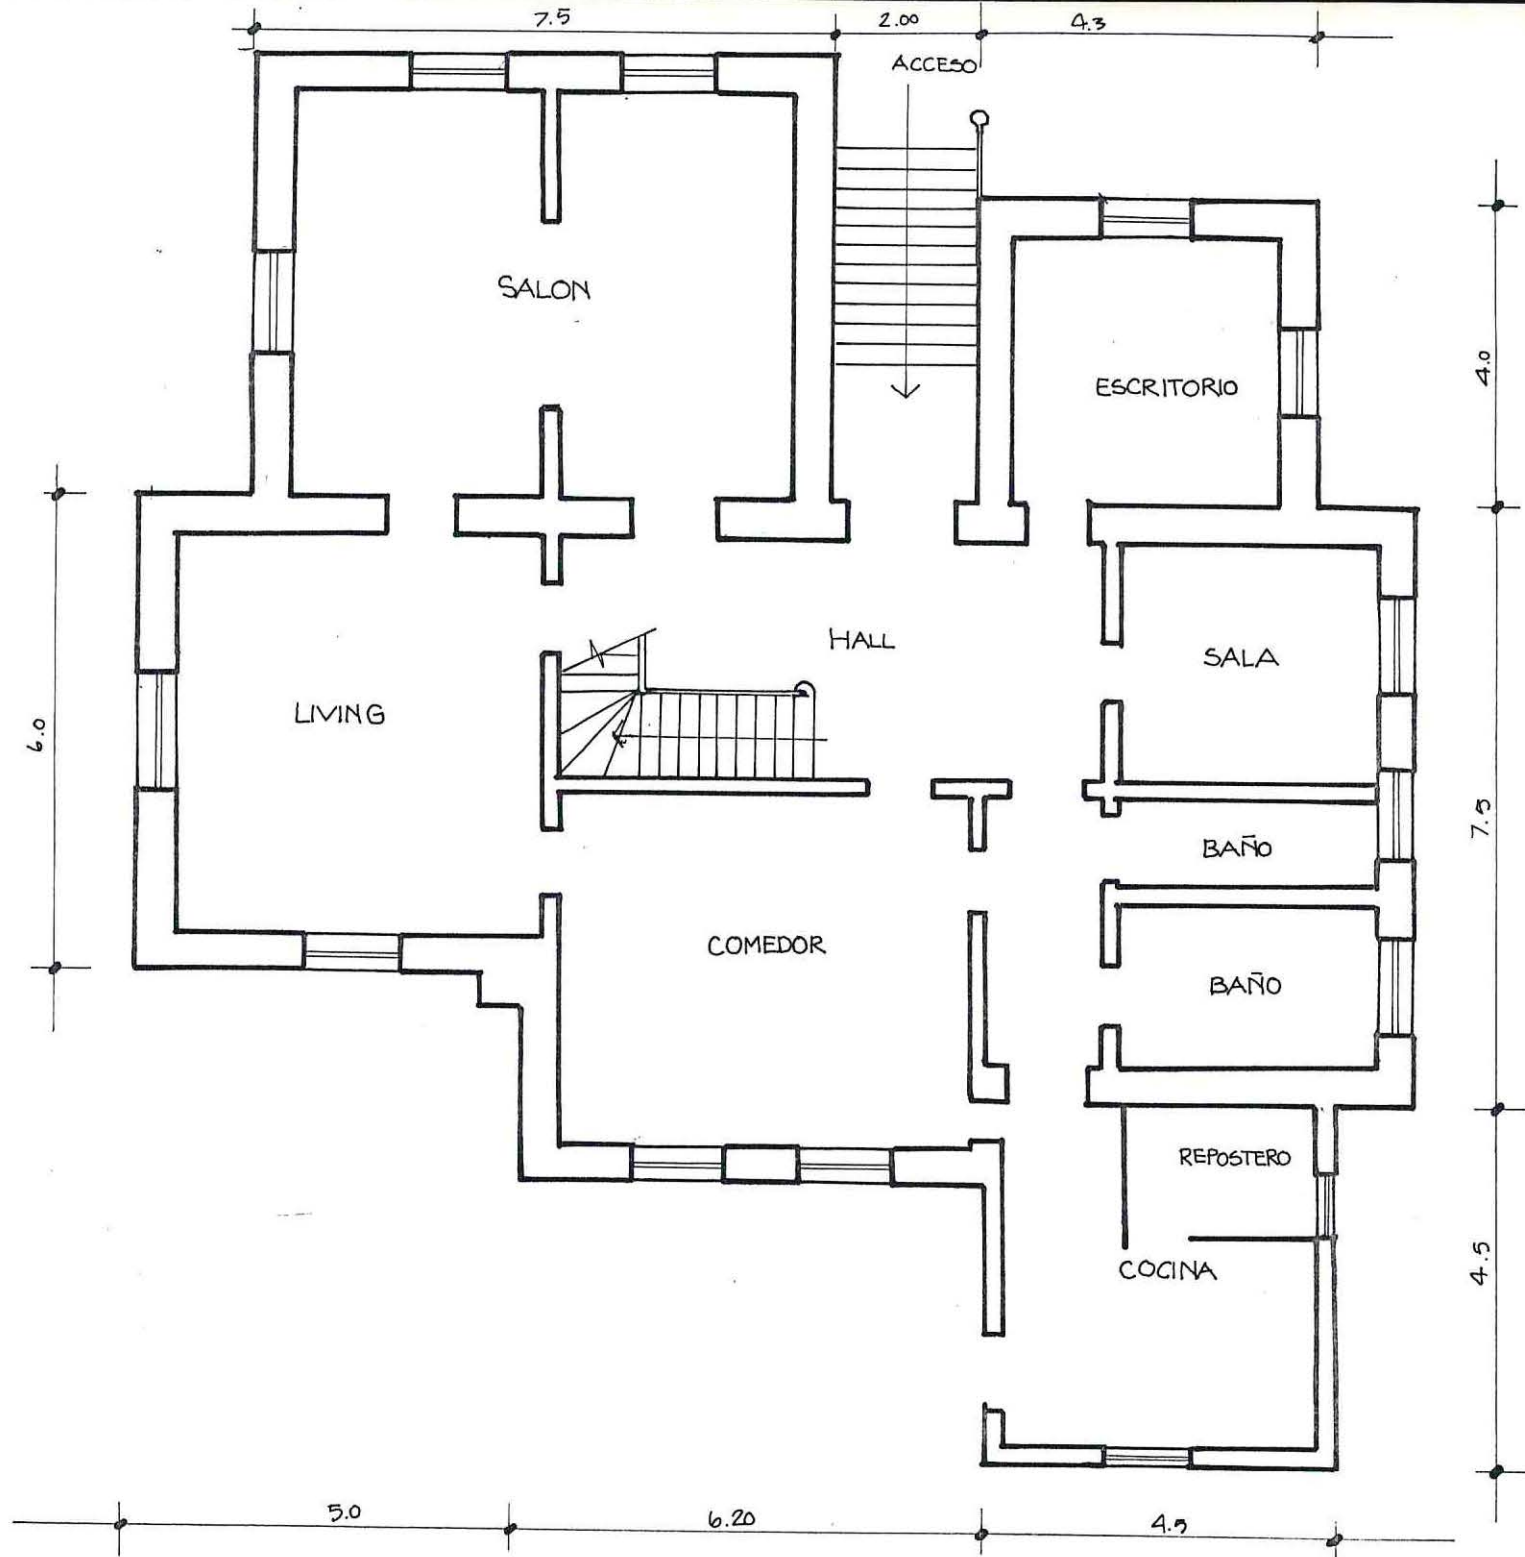 7.5
2.00
4.3
ACCESO
SALON
ESCRITORIO
4.0
HALL
SALA
LIVING
6.0
7.5
BAÑO
COMEDOR
BAÑO
REPOSTERO
COCINA
4.5
5.0
6.20
4.5